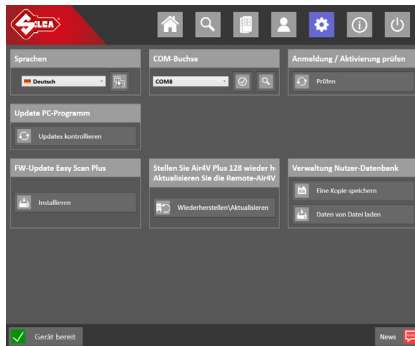 SILCA
Sprachen
COM-Buchse
Anmeldung / Aktivierung prüfen
Deutsch
COM8
Prüfen
Update PC-Programm
Updates kontrollieren
FW-Update Easy Scan Plus
Stellen Sie Air4V Plus 128 wieder h
Aktualisieren Sie die Remote-Air4V
Verwaltung Nutzer-Datenbank
Installieren
Wiederherstellen\Aktualisieren
Eine Kopie speichern
Daten von Datei laden
Gerät bereit
News